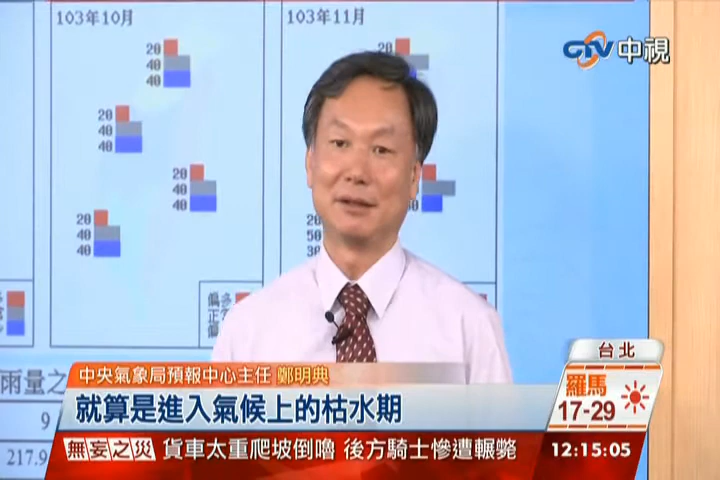 103年10月
103年11月
20
40
40
20
40
40
20
40
40
20
40
40
20
50
30
CTV中視
偏多
正常
偏
雨量之
9
217.9
台北
中央氣象局預報中心主任 鄭明典
就算是進入氣候上的枯水期
羅馬
17-29
無妄之災 貨車太重爬坡倒嚕 後方騎士慘遭輾斃
12:15:05